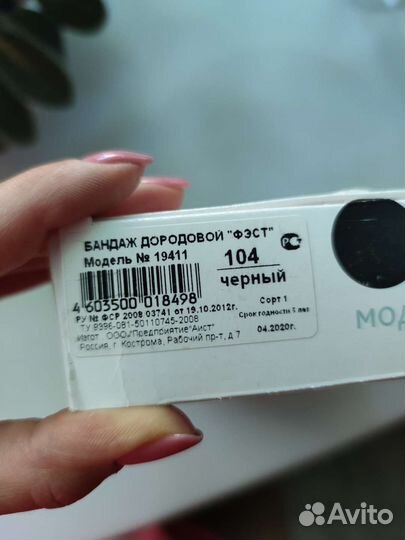 БАНДАЖ ДОРОДОВОЙ "ФЭСТ"
Модель № 19411
104
черный
4 603500 018498
Сорт 1
РУ № ФСР 2008 03741 от 19.10.2012г.
Срок годности 5 лет
ТУ 9396-081-50110745-2008
04.2020г.
Изгот. ООО"Предприятие"Аист"
Россия, г. Кострома, Рабочий пр-т, д.7
МОД
Avito